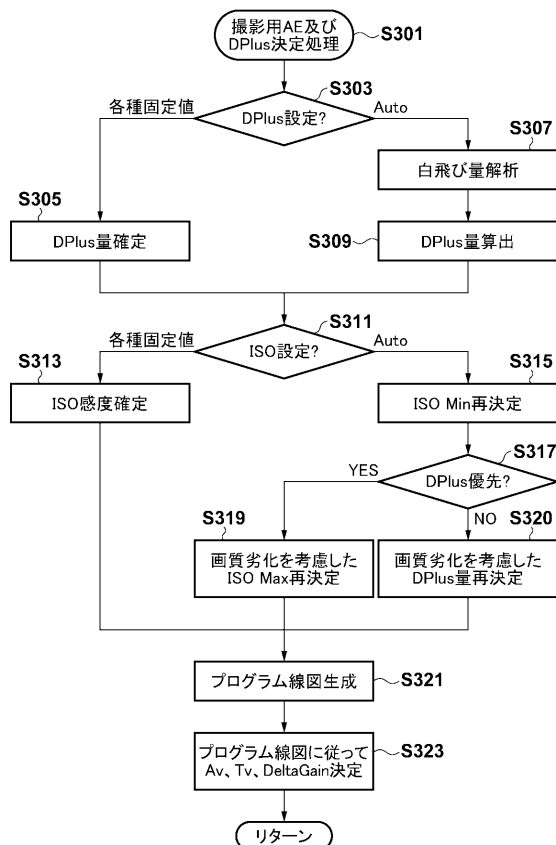 撮影用AE及び
DPlus決定処理
S301
S303
各種固定値
DPlus設定?
Auto
S307
白飛び量解析
S305
DPlus量確定
S309
DPlus量算出
S311
各種固定値
ISO設定?
Auto
S313
ISO感度確定
S315
ISO Min再決定
S317
YES
DPlus優先?
NO
S319
画質劣化を考慮した
ISO Max再決定
S320
画質劣化を考慮した
DPlus量再決定
プログラム線図生成
S321
プログラム線図に従って
Av、Tv、DeltaGain決定
S323
リターン